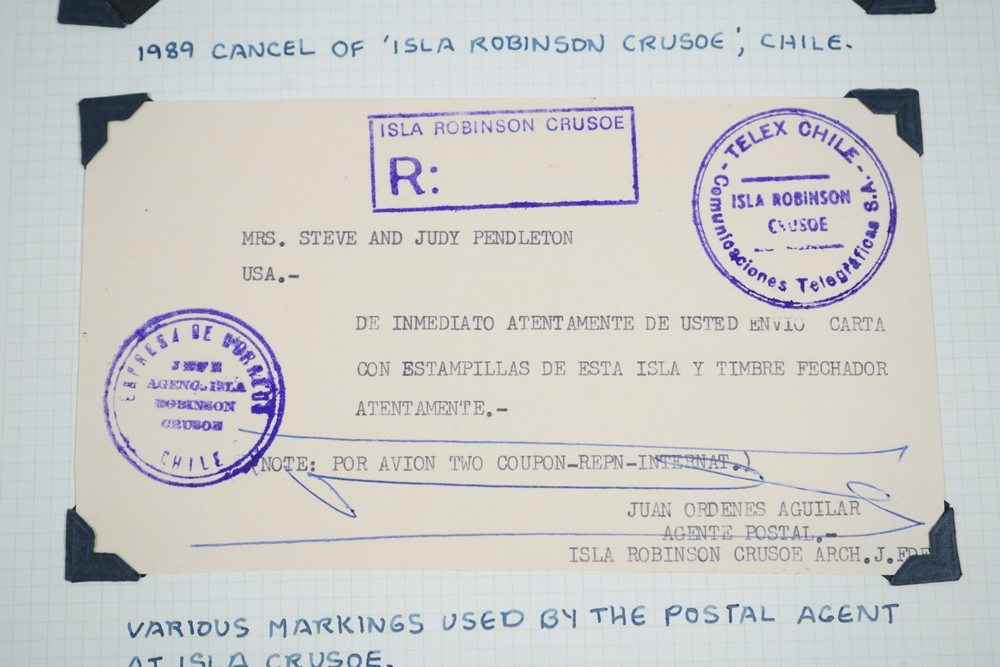 1989 CANCEL OF 'ISLA ROBINSON CRUSOE', CHILE.
ISLA ROBINSON CRUSOE
R:
- TELEX CHILE -
ISLA ROBINSON
CRUSOE
Comunicaciones Telegráficas S.A.
MRS. STEVE AND JUDY PENDLETON
USA.-
DE INMEDIATO ATENTAMENTE DE USTED ENVIO CARTA
CON ESTAMPILLAS DE ESTA ISLA Y TIMBRE FECHADOR
ATENTAMENTE.-
EMPRESA DE CORREOS
JEFE
AGENC. ISLA
ROBINSON
CRUSOE
CHILE
(NOTE: POR AVION TWO COUPON-REPN-INTERNAT.)
JUAN ORDENES AGUILAR
AGENTE POSTAL.-
ISLA ROBINSON CRUSOE ARCH.J.FRE
VARIOUS MARKINGS USED BY THE POSTAL AGENT
AT ISLA CRUSOE.